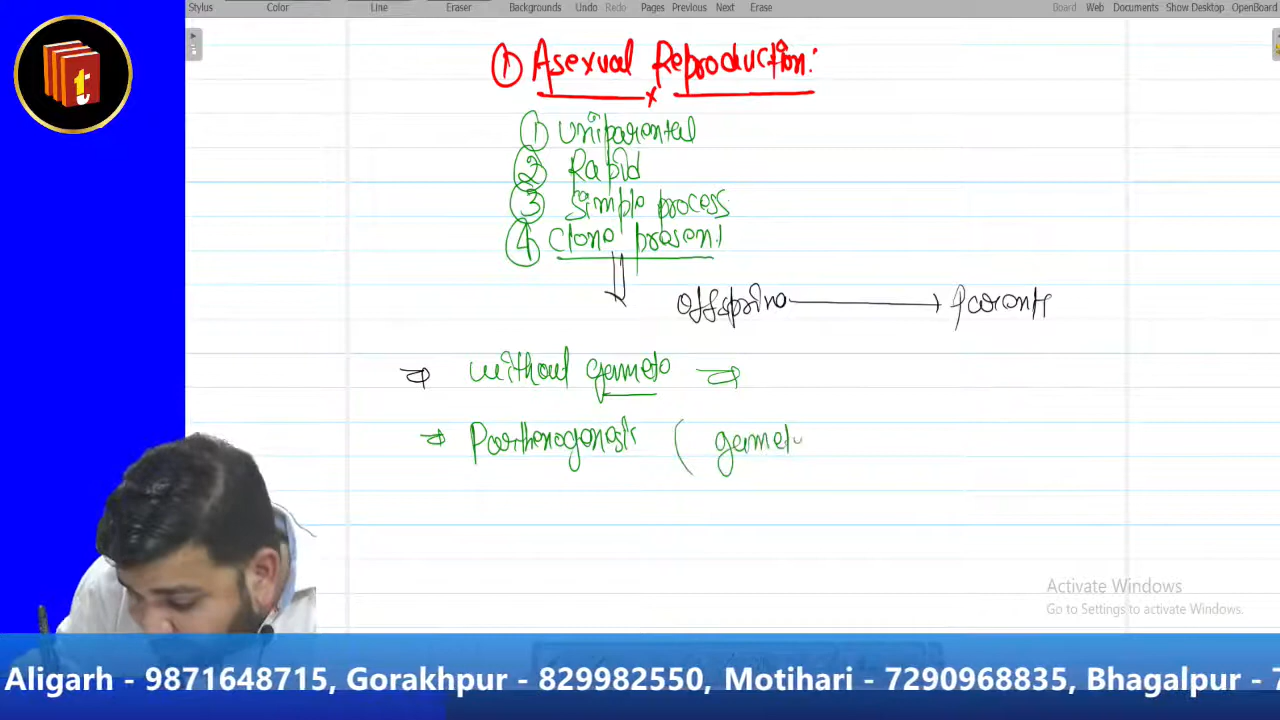 Stylus Color Line Eraser Backgrounds Undo Redo Pages Previous Next Erase Board Web Documents Show Desktop OpenBoard
t
① Asexual Reproduction:
① Uniparental
② Rapid
③ Simple process
④ Clone present
⇓ offspring → Parents
⇒ without gamete ⇒
⇒ Parthenogenesis ( gamet
Activate Windows
Go to Settings to activate Windows.
Aligarh - 9871648715, Gorakhpur - 829982550, Motihari - 7290968835, Bhagalpur - 7